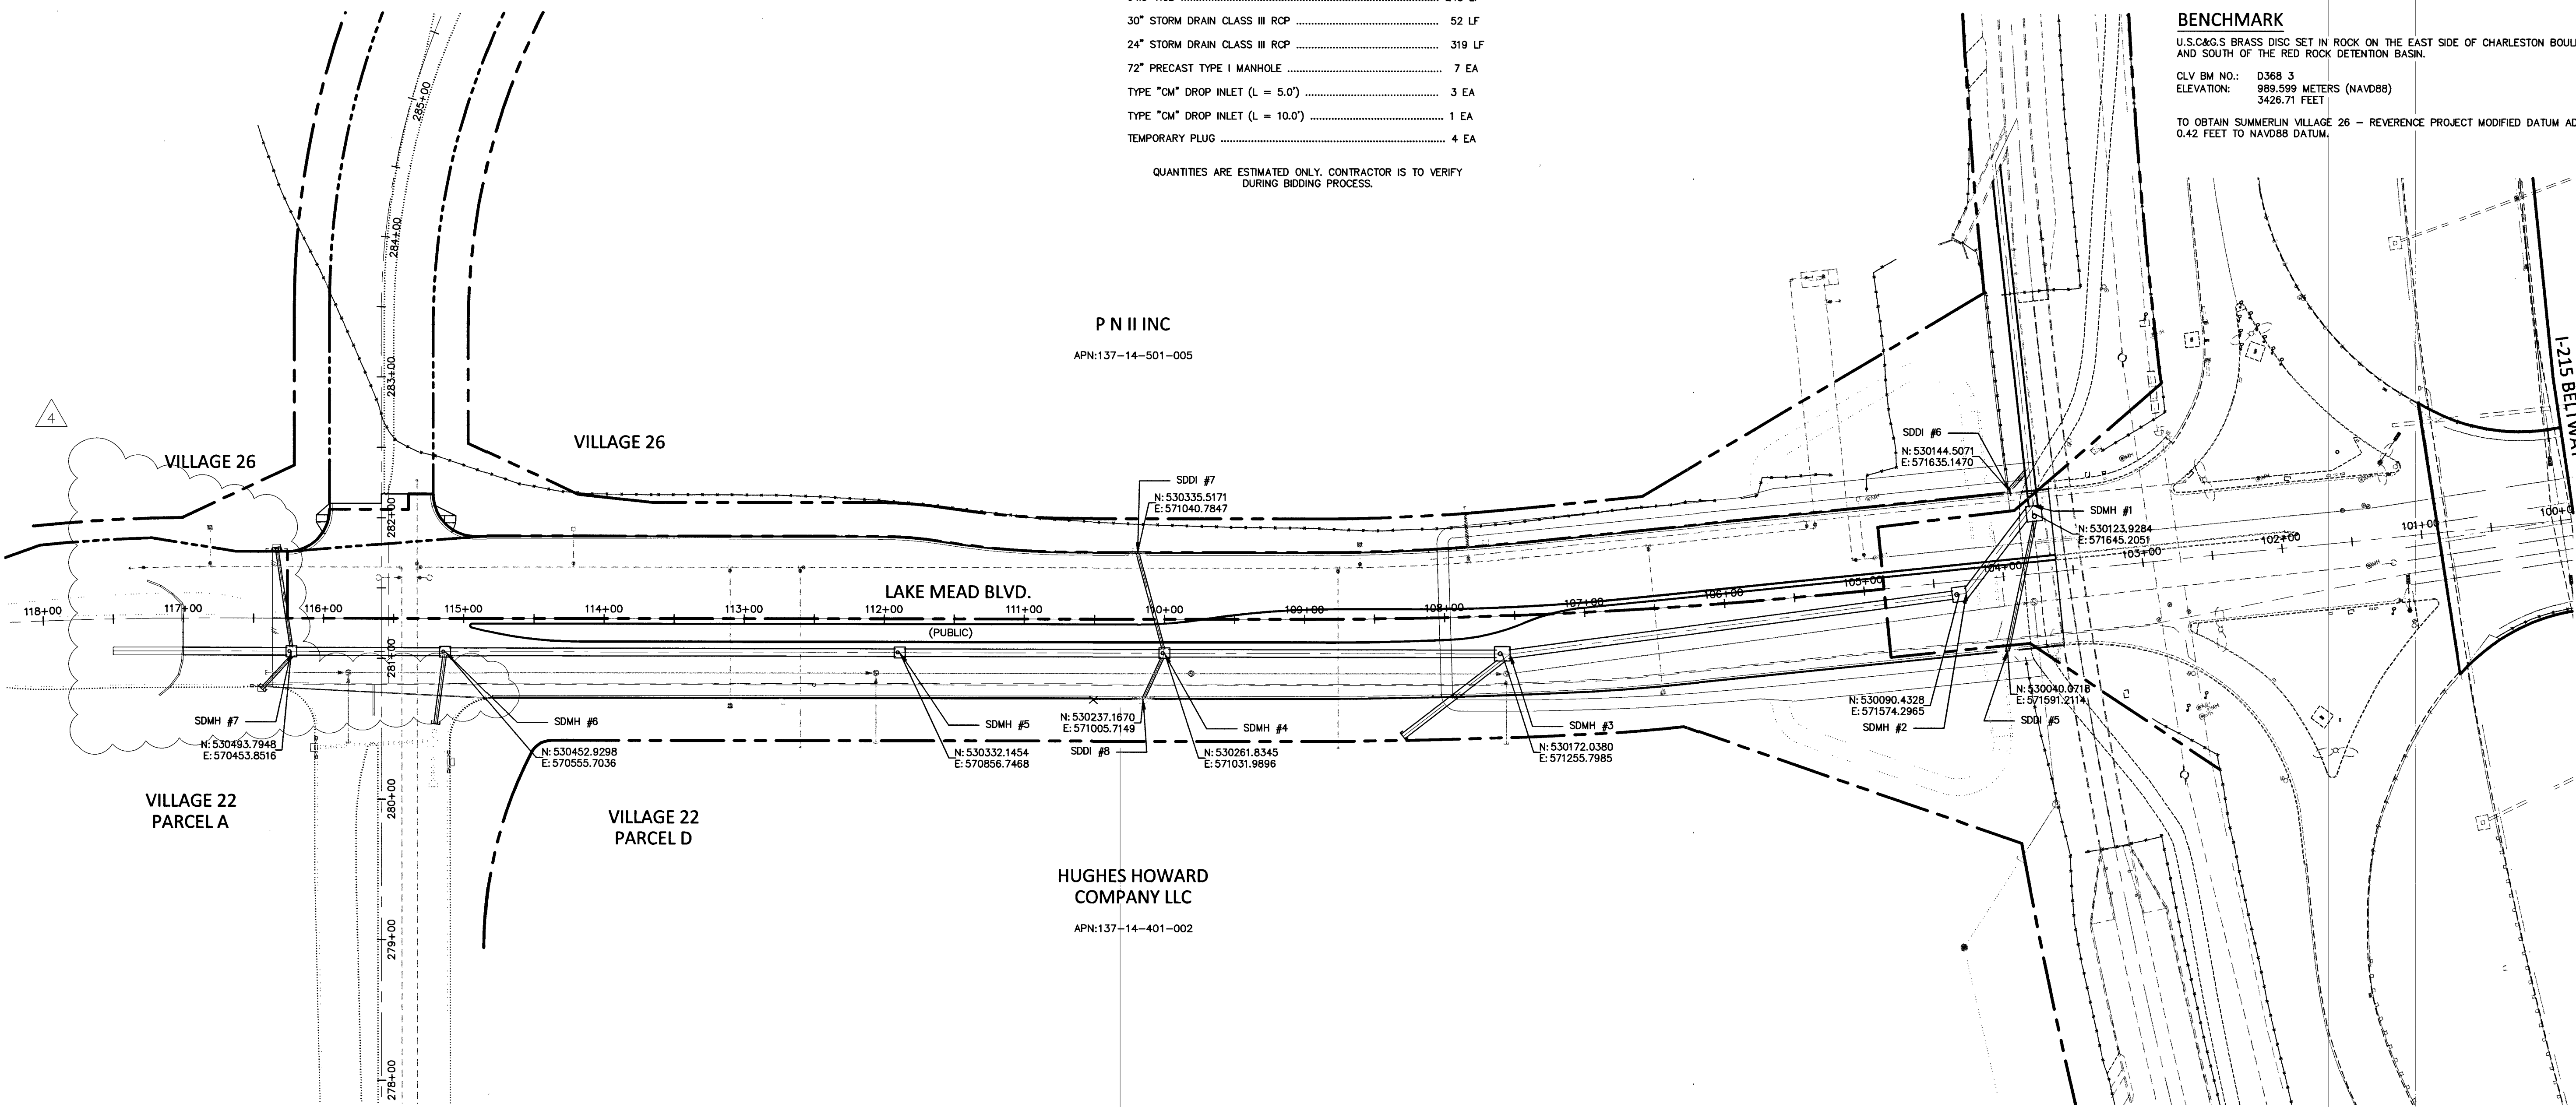 30" STORM DRAIN CLASS III RCP ........ 52 LF
24" STORM DRAIN CLASS III RCP ........ 319 LF
72" PRECAST TYPE I MANHOLE ........ 7 EA
TYPE "CM" DROP INLET (L = 5.0') ........ 3 EA
TYPE "CM" DROP INLET (L = 10.0') ........ 1 EA
TEMPORARY PLUG ........ 4 EA
QUANTITIES ARE ESTIMATED ONLY. CONTRACTOR IS TO VERIFY
DURING BIDDING PROCESS.
BENCHMARK
U.S.C&G.S BRASS DISC SET IN ROCK ON THE EAST SIDE OF CHARLESTON
AND SOUTH OF THE RED ROCK DETENTION BASIN.
CLV BM NO.: D368 3
ELEVATION: 989.599 METERS (NAVD88)
3426.71 FEET
TO OBTAIN SUMMERLIN VILLAGE 26 – REVERENCE PROJECT MODIFIED DATUM
0.42 FEET TO NAVD88 DATUM.
285+00
284+00
283+00
282+00
281+00
280+00
279+00
278+00
P N II INC
APN:137-14-501-005
I-215
4
VILLAGE 26
VILLAGE 26
SDDI #6
N: 530144.5071
E: 571635.1470
SDDI #7
N: 530335.5171
E: 571040.7847
SDMH #1
N: 530123.9284
E: 571645.2051
LAKE MEAD BLVD.
(PUBLIC)
118+00
117+00
116+00
115+00
114+00
113+00
112+00
111+00
110+00
109+00
108+00
107+00
106+00
105+00
104+00
103+00
102+00
101+00
SDMH #7
N: 530493.7948
E: 570453.8516
SDMH #6
N: 530452.9298
E: 570555.7036
SDMH #5
N: 530332.1454
E: 570856.7468
N: 530237.1670
E: 571005.7149
SDDI #8
SDMH #4
N: 530261.8345
E: 571031.9896
SDMH #3
N: 530172.0380
E: 571255.7985
N: 530090.4328
E: 571574.2965
SDMH #2
N: 530040.0718
E: 571591.2114
SDDI #5
VILLAGE 22
PARCEL A
VILLAGE 22
PARCEL D
HUGHES HOWARD
COMPANY LLC
APN:137-14-401-002